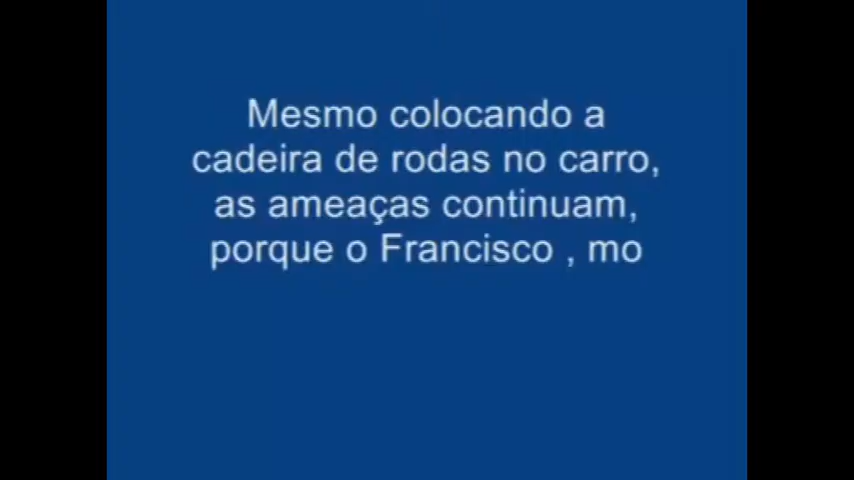 Mesmo colocando a
cadeira de rodas no carro,
as ameaças continuam,
porque o Francisco , mo